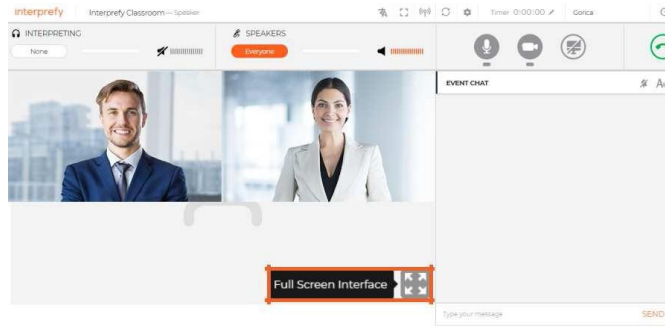 interprefy Interprefy Classroom — Speaker Timer 0:00:00 Gorica
INTERPRETING SPEAKERS
None Everyone
EVENT CHAT
Full Screen Interface
Type your message SEND